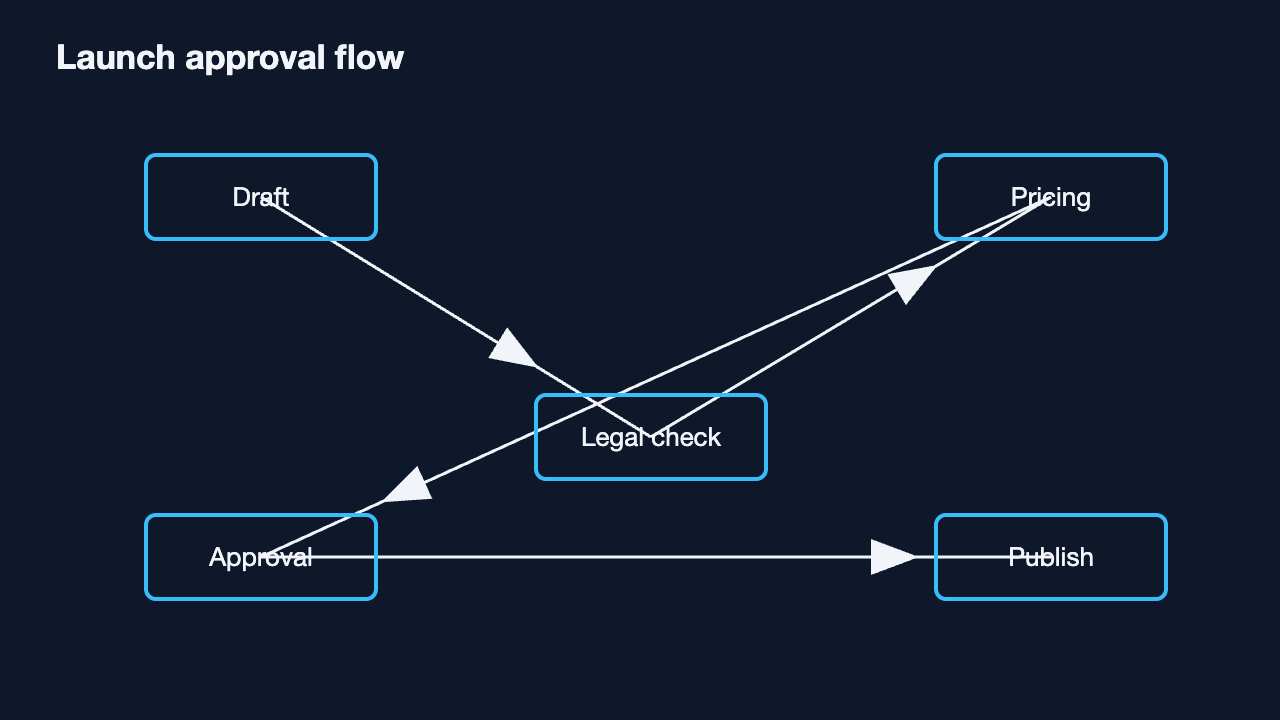 Launch approval flow
Draft
Pricing
Legal check
Approval
Publish